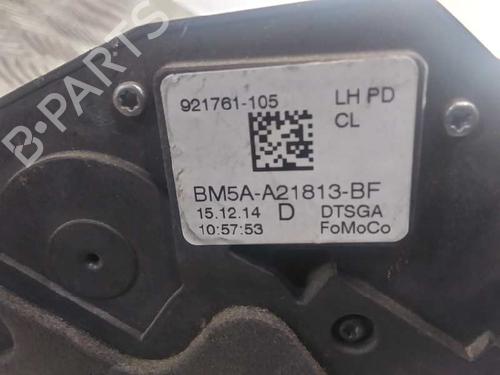 921761-105 LH PD
CL
BM5A-A21813-BF
15.12.14 D DTSGA
10:57:53 FoMoCo
B-PARTS